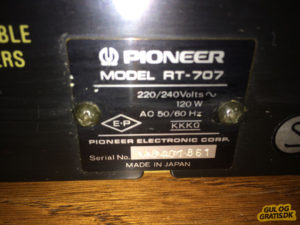 BLE
ERS
PIONEER
MODEL RT-707
220/240Volts~
120 W
AC 50/60 Hz
E-P
KKKG
PIONEER ELECTRONIC CORP.
Serial No.
MADE IN JAPAN
GUL OG
GRATIS.DK